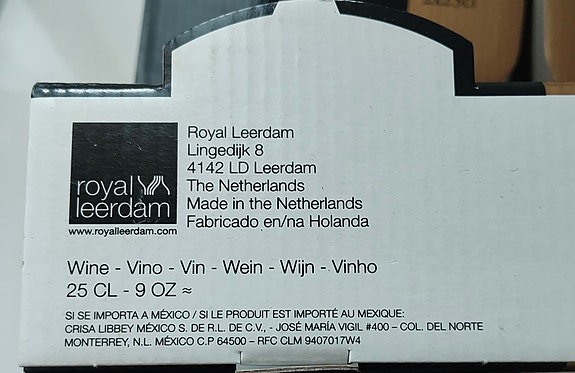 Royal Leerdam
Lingedijk 8
4142 LD Leerdam
The Netherlands
Made in the Netherlands
Fabricado en/na Holanda
royal
leerdam
www.royalleerdam.com
Wine - Vino - Vin - Wein - Wijn - Vinho
25 CL - 9 OZ ≈
SI SE IMPORTA A MÉXICO / SI LE PRODUIT EST IMPORTÉ AU MEXIQUE:
CRISA LIBBEY MÉXICO S. DE R.L. DE C.V., - JOSÉ MARÍA VIGIL #400 – COL. DEL NORTE
MONTERREY, N.L. MÉXICO C.P 64500 – RFC CLM 9407017W4